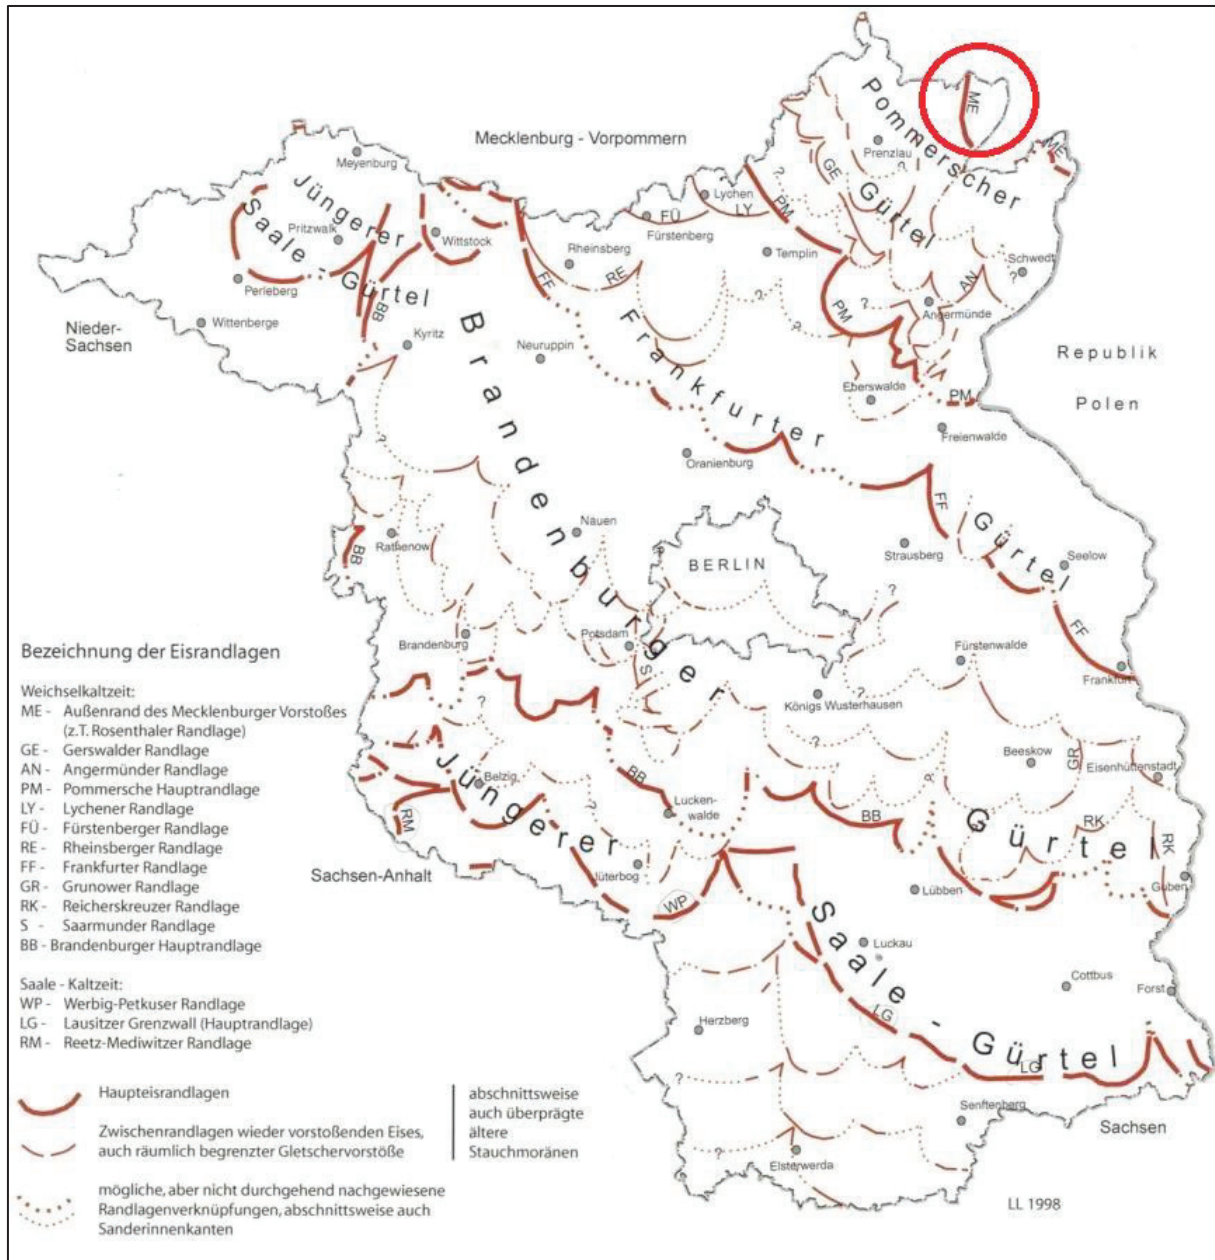 ME
Pommerscher
Gürtel
Mecklenburg - Vorpommern
Prenzlau
ME
Meyenburg
GE
Lychen
LY
FÜ
Fürstenberg
PM
Jüngerer
Saale - Gürtel
Pritzwalk
Wittstock
Rheinsberg
RE
Templin
Schwedt
AN
?
Perleberg
FF
Angermünde
Nieder-
Sachsen
Wittenberge
BB
Kyritz
Neuruppin
PM
Republik
Polen
Eberswalde
PM
Freienwalde
Brandenburger
Gürtel
Frankfurter
Gürtel
Oranienburg
FF
Nauen
Rathenow
BB
BERLIN
Strausberg
Seelow
FF
Brandenburg
Potsdam
S
Fürstenwalde
Frankfurt
Königs Wusterhausen
Beeskow
GR
Eisenhüttenstadt
Jüngerer
Saale - Gürtel
Belzig
BB
Lucken-
walde
BB
RK
RK
RM
Sachsen-Anhalt
Jüterbog
WP
Lübben
Guben
Luckau
Cottbus
Forst
LG
Herzberg
LG
Senftenberg
Sachsen
Elsterwerda
LL 1998
Bezeichnung der Eisrandlagen
Weichselkaltzeit:
ME - Außenrand des Mecklenburger Vorstoßes
(z.T. Rosenthaler Randlage)
GE - Gerswalder Randlage
AN - Angermünder Randlage
PM - Pommersche Hauptrandlage
LY - Lychener Randlage
FÜ - Fürstenberger Randlage
RE - Rheinsberger Randlage
FF - Frankfurter Randlage
GR - Grunower Randlage
RK - Reicherskreuzer Randlage
S - Saarmunder Randlage
BB - Brandenburger Hauptrandlage
Saale - Kaltzeit:
WP - Werbig-Petkuser Randlage
LG - Lausitzer Grenzwall (Hauptrandlage)
RM - Reetz-Mediwitzer Randlage
Haupteisrandlagen
Zwischenrandlagen wieder vorstoßenden Eises,
auch räumlich begrenzter Gletschervorstöße
abschnittsweise
auch überprägte
ältere
Stauchmoränen
mögliche, aber nicht durchgehend nachgewiesene
Randlagenverknüpfungen, abschnittsweise auch
Sanderinnenkanten